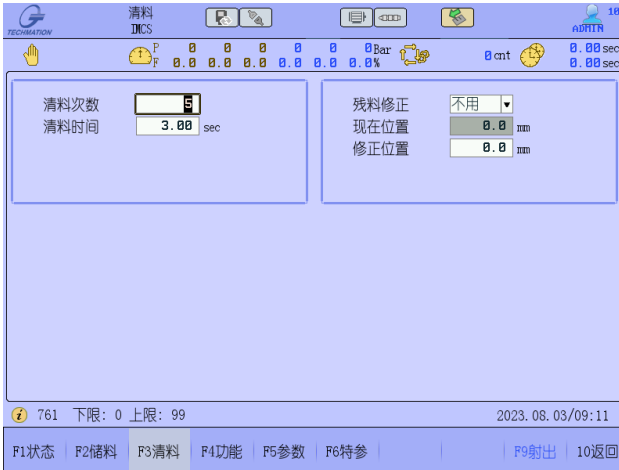 TECHMATION
清料
IMCS
ADMIN
10
P 0 0 0 0 0 0Bar
F 0.0 0.0 0.0 0.0 0.0 0.0%
0cnt
0.00sec
0.00sec
清料次数 5
清料时间 3.00 sec
残料修正 不用
现在位置 0.0 mm
修正位置 0.0 mm
761 下限: 0 上限: 99
2023.08.03/09:11
F1状态 F2储料 F3清料 F4功能 F5参数 F6特参 F9射出 10返回